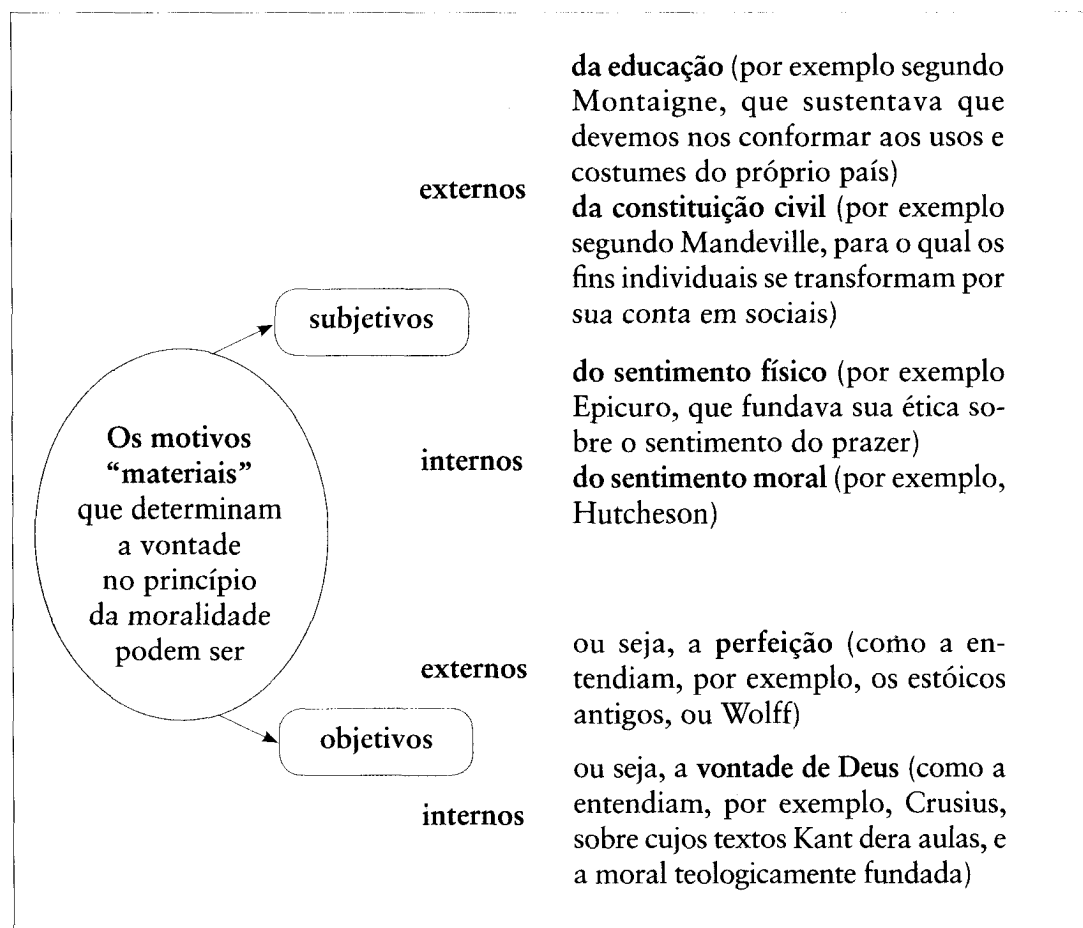 da educação (por exemplo segundo
Montaigne, que sustentava que
devemos nos conformar aos usos e
costumes do próprio país)
externos
da constituição civil (por exemplo
segundo Mandeville, para o qual os
fins individuais se transformam por
sua conta em sociais)
subjetivos
do sentimento físico (por exemplo
Epicuro, que fundava sua ética so-
bre o sentimento do prazer)
internos
do sentimento moral (por exemplo,
Hutcheson)
Os motivos
“materiais”
que determinam
a vontade
no princípio
da moralidade
podem ser
externos
ou seja, a perfeição (como a en-
tendiam, por exemplo, os estóicos
antigos, ou Wolff)
objetivos
internos
ou seja, a vontade de Deus (como a
entendiam, por exemplo, Crusius,
sobre cujos textos Kant dera aulas, e
a moral teologicamente fundada)